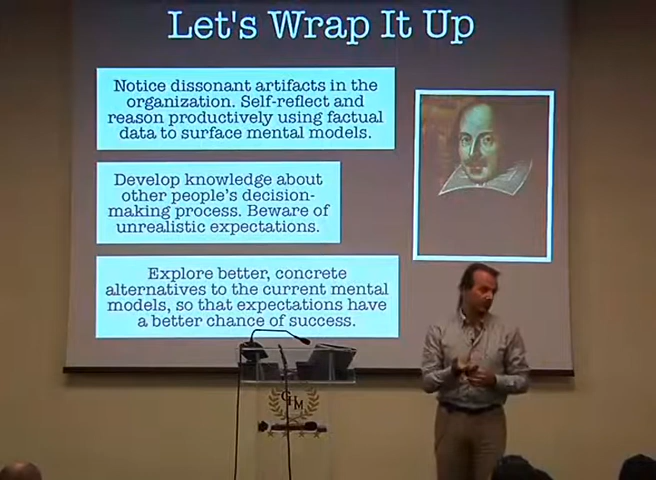 Let's Wrap It Up
Notice dissonant artifacts in the
organization. Self-reflect and
reason productively using factual
data to surface mental models.
Develop knowledge about
other people's decision-
making process. Beware of
unrealistic expectations.
Explore better, concrete
alternatives to the current mental
models, so that expectations have
a better chance of success.
GHM